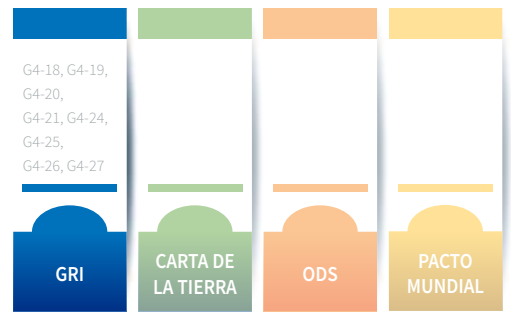 G4-18, G4-19,
G4-20,
G4-21, G4-24,
G4-25,
G4-26, G4-27
GRI
CARTA DE
LA TIERRA
ODS
PACTO
MUNDIAL